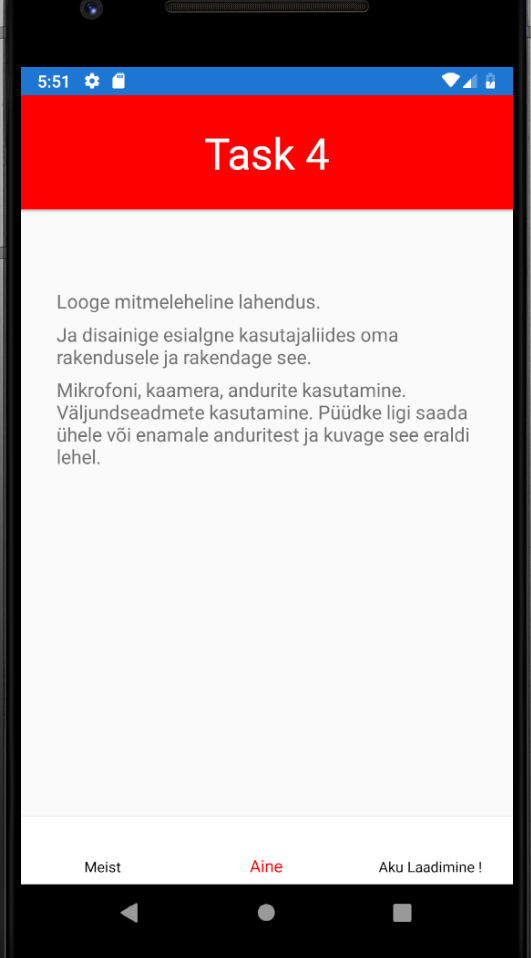 5:51
Task 4
Looge mitmeleheline lahendus.
Ja disainige esialgne kasutajaliides oma
rakendusele ja rakendage see.
Mikrofoni, kaamera, andurite kasutamine.
Väljundseadmete kasutamine. Püüdke ligi saada
ühele või enamale anduritest ja kuvage see eraldi
lehel.
Meist
Aine
Aku Laadimine !